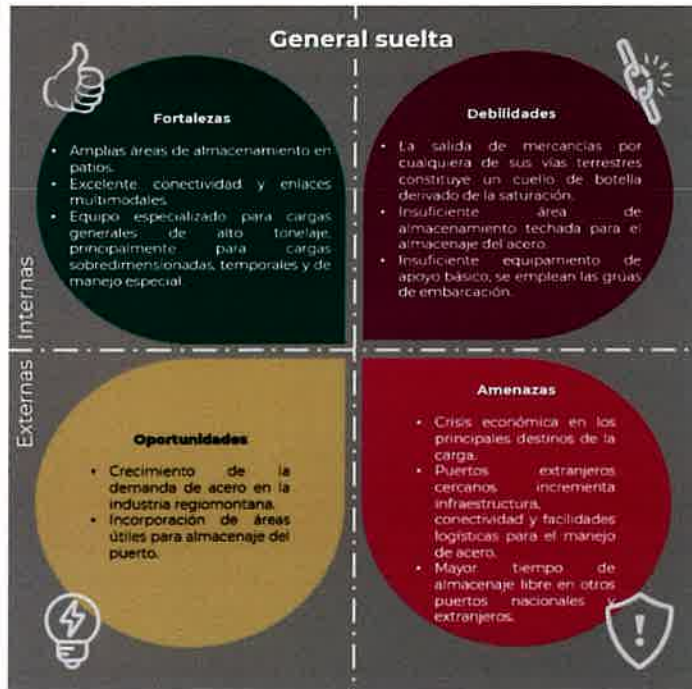 General suelta
Fortalezas
• Amplias áreas de almacenamiento en
patios.
• Excelente conectividad y enlaces
multimodales.
• Equipo especializado para cargas
generales de alto tonelaje,
principalmente para cargas
sobredimensionadas, temporales y de
manejo especial.
Debilidades
• La salida de mercancías por
cualquiera de sus vías terrestres
constituye un cuello de botella
derivado de la saturación.
• Insuficiente área de
almacenamiento techada para el
almacenaje del acero.
• Insuficiente equipamiento de
apoyo básico, se emplean las grúas
de embarcación.
Internas
Externas
Oportunidades
• Crecimiento de la
demanda de acero en la
industria regiomontana.
• Incorporación de áreas
útiles para almacenaje del
puerto.
Amenazas
• Crisis económica en los
principales destinos de la
carga.
• Puertos extranjeros
cercanos incrementa
infraestructura,
conectividad y facilidades
logísticas para el manejo
de acero.
• Mayor tiempo de
almacenaje libre en otros
puertos nacionales y
extranjeros.